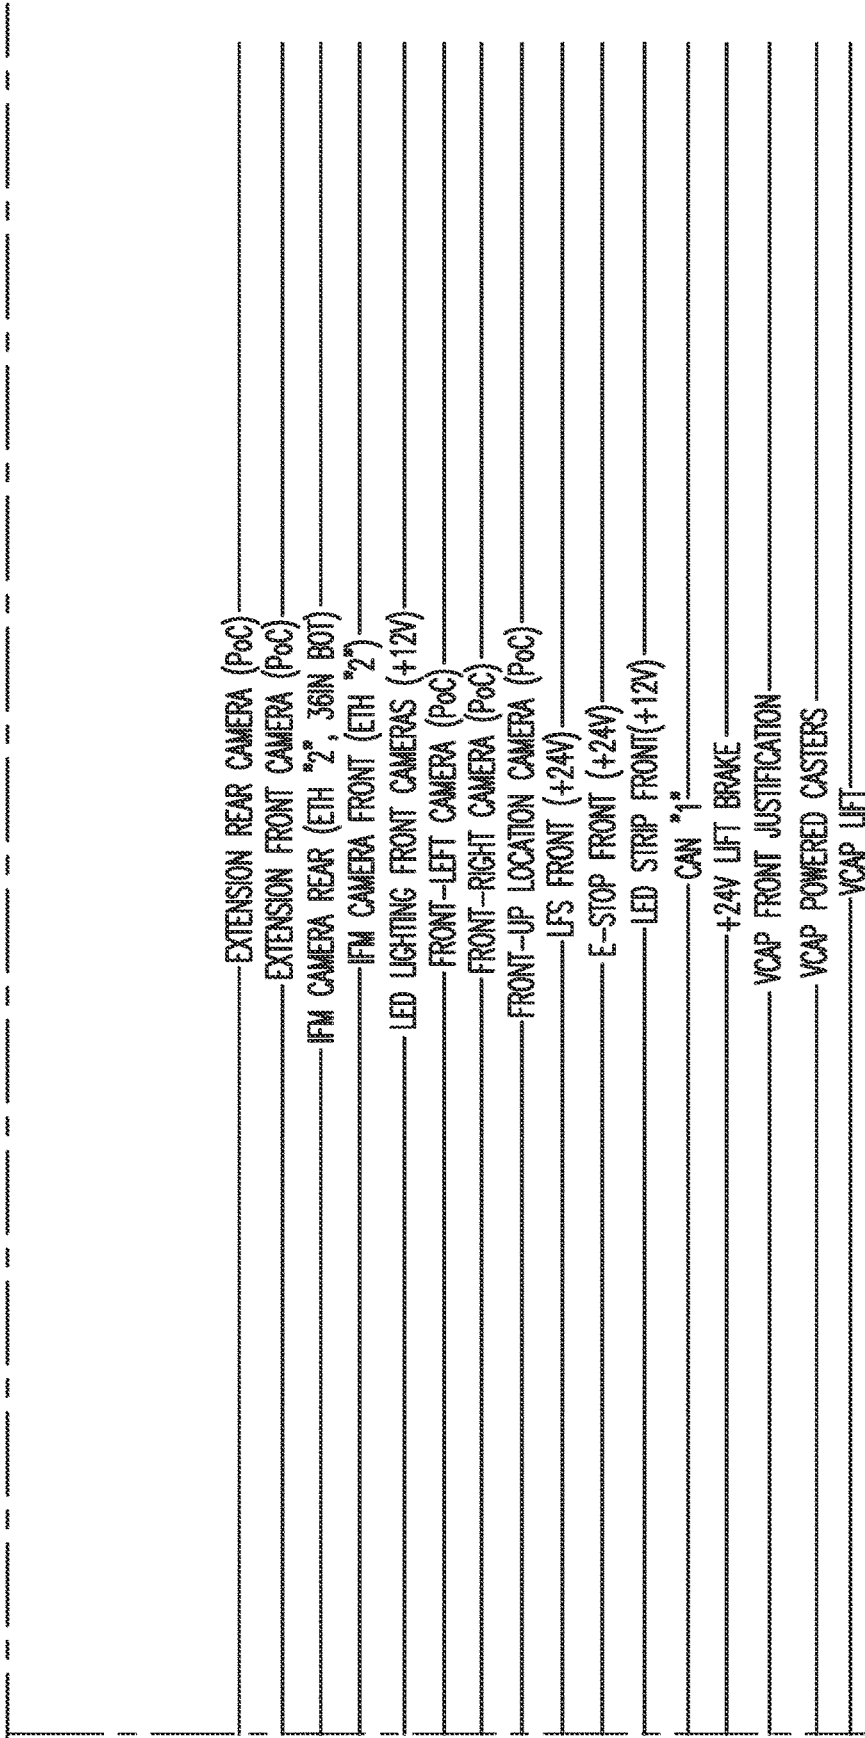 EXTENSION REAR CAMERA (PoC)
EXTENSION FRONT CAMERA (PoC)
IFM CAMERA REAR (ETH "2", 36IN BOT)
IFM CAMERA FRONT (ETH "2")
LED LIGHTING FRONT CAMERAS (+12V)
FRONT-LEFT CAMERA (PoC)
FRONT-RIGHT CAMERA (PoC)
FRONT-UP LOCATION CAMERA (PoC)
LFS FRONT (+24V)
E-STOP FRONT (+24V)
LED STRIP FRONT(+12V)
CAN "1"
+24V LIFT BRAKE
VCAP FRONT JUSTIFICATION
VCAP POWERED CASTERS
VCAP LIFT